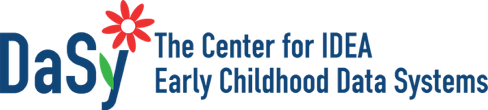 DaSy
The Center for IDEA
Early Childhood Data Systems